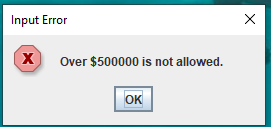 Input Error
Over $500000 is not allowed.
OK